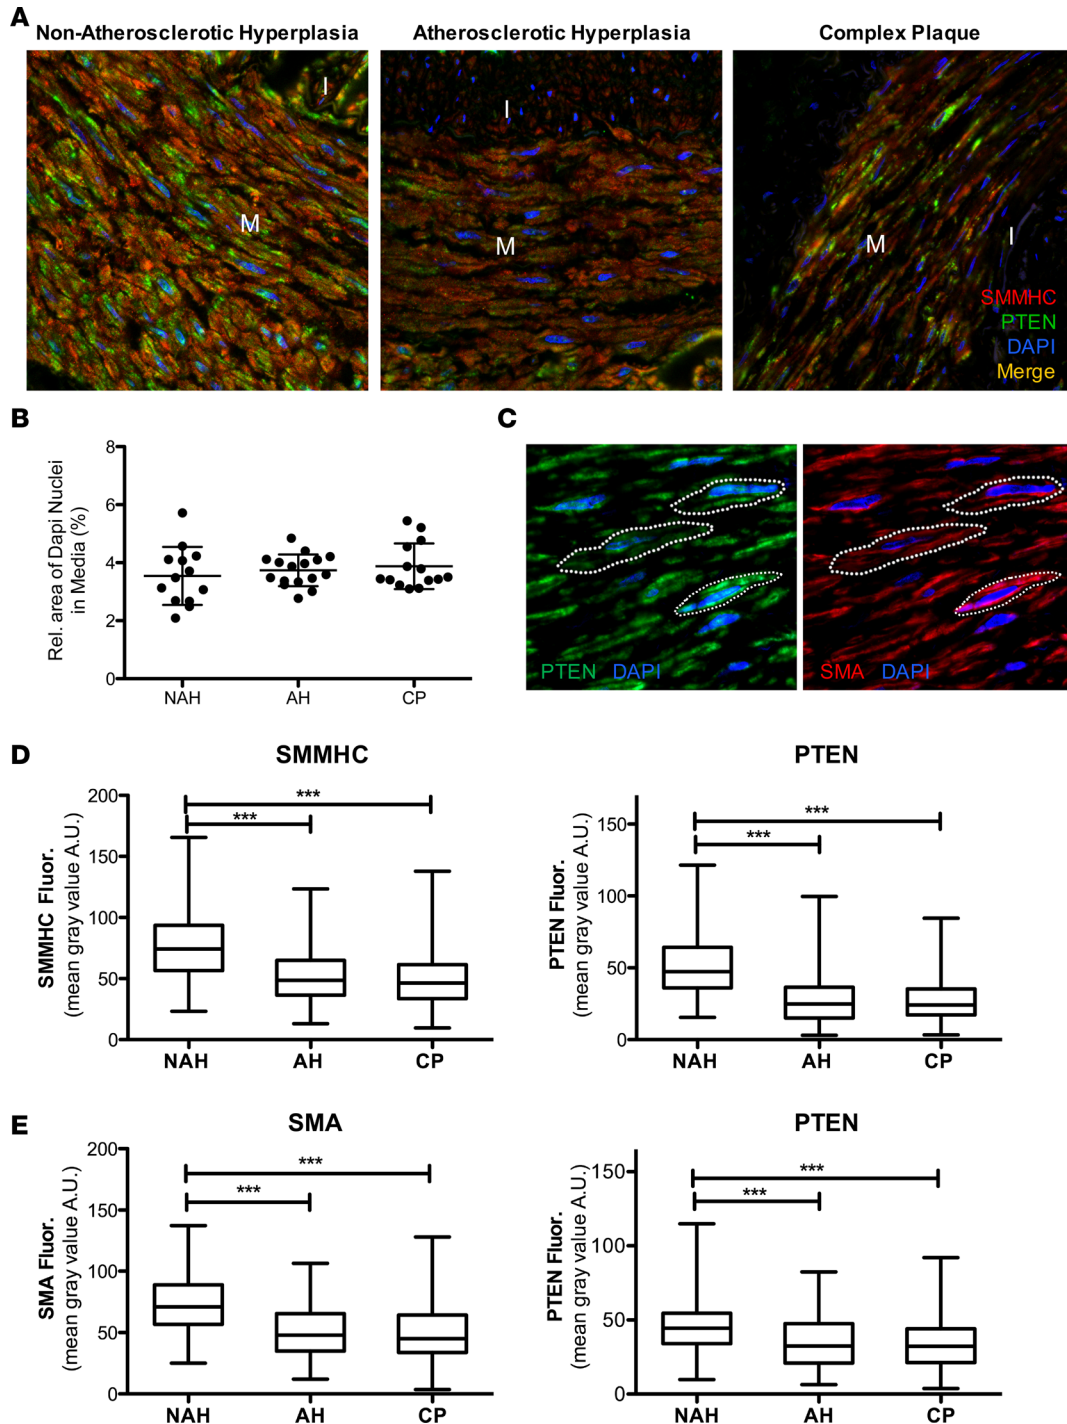 A
Non-Atherosclerotic Hyperplasia
Atherosclerotic Hyperplasia
Complex Plaque
I
M
I
M
M
I
SMMHC
PTEN
DAPI
Merge
B
Rel. area of Dapi Nuclei
in Media (%)
8
6
4
2
0
NAH
AH
CP
C
PTEN DAPI
SMA DAPI
D
SMMHC
SMMHC Fluor.
(mean gray value A.U.)
200
150
100
50
0
***
***
NAH
AH
CP
PTEN
PTEN Fluor.
(mean gray value A.U.)
150
100
50
0
***
***
NAH
AH
CP
E
SMA
SMA Fluor.
(mean gray value A.U.)
200
150
100
50
0
***
***
NAH
AH
CP
PTEN
PTEN Fluor.
(mean gray value A.U.)
150
100
50
0
***
***
NAH
AH
CP